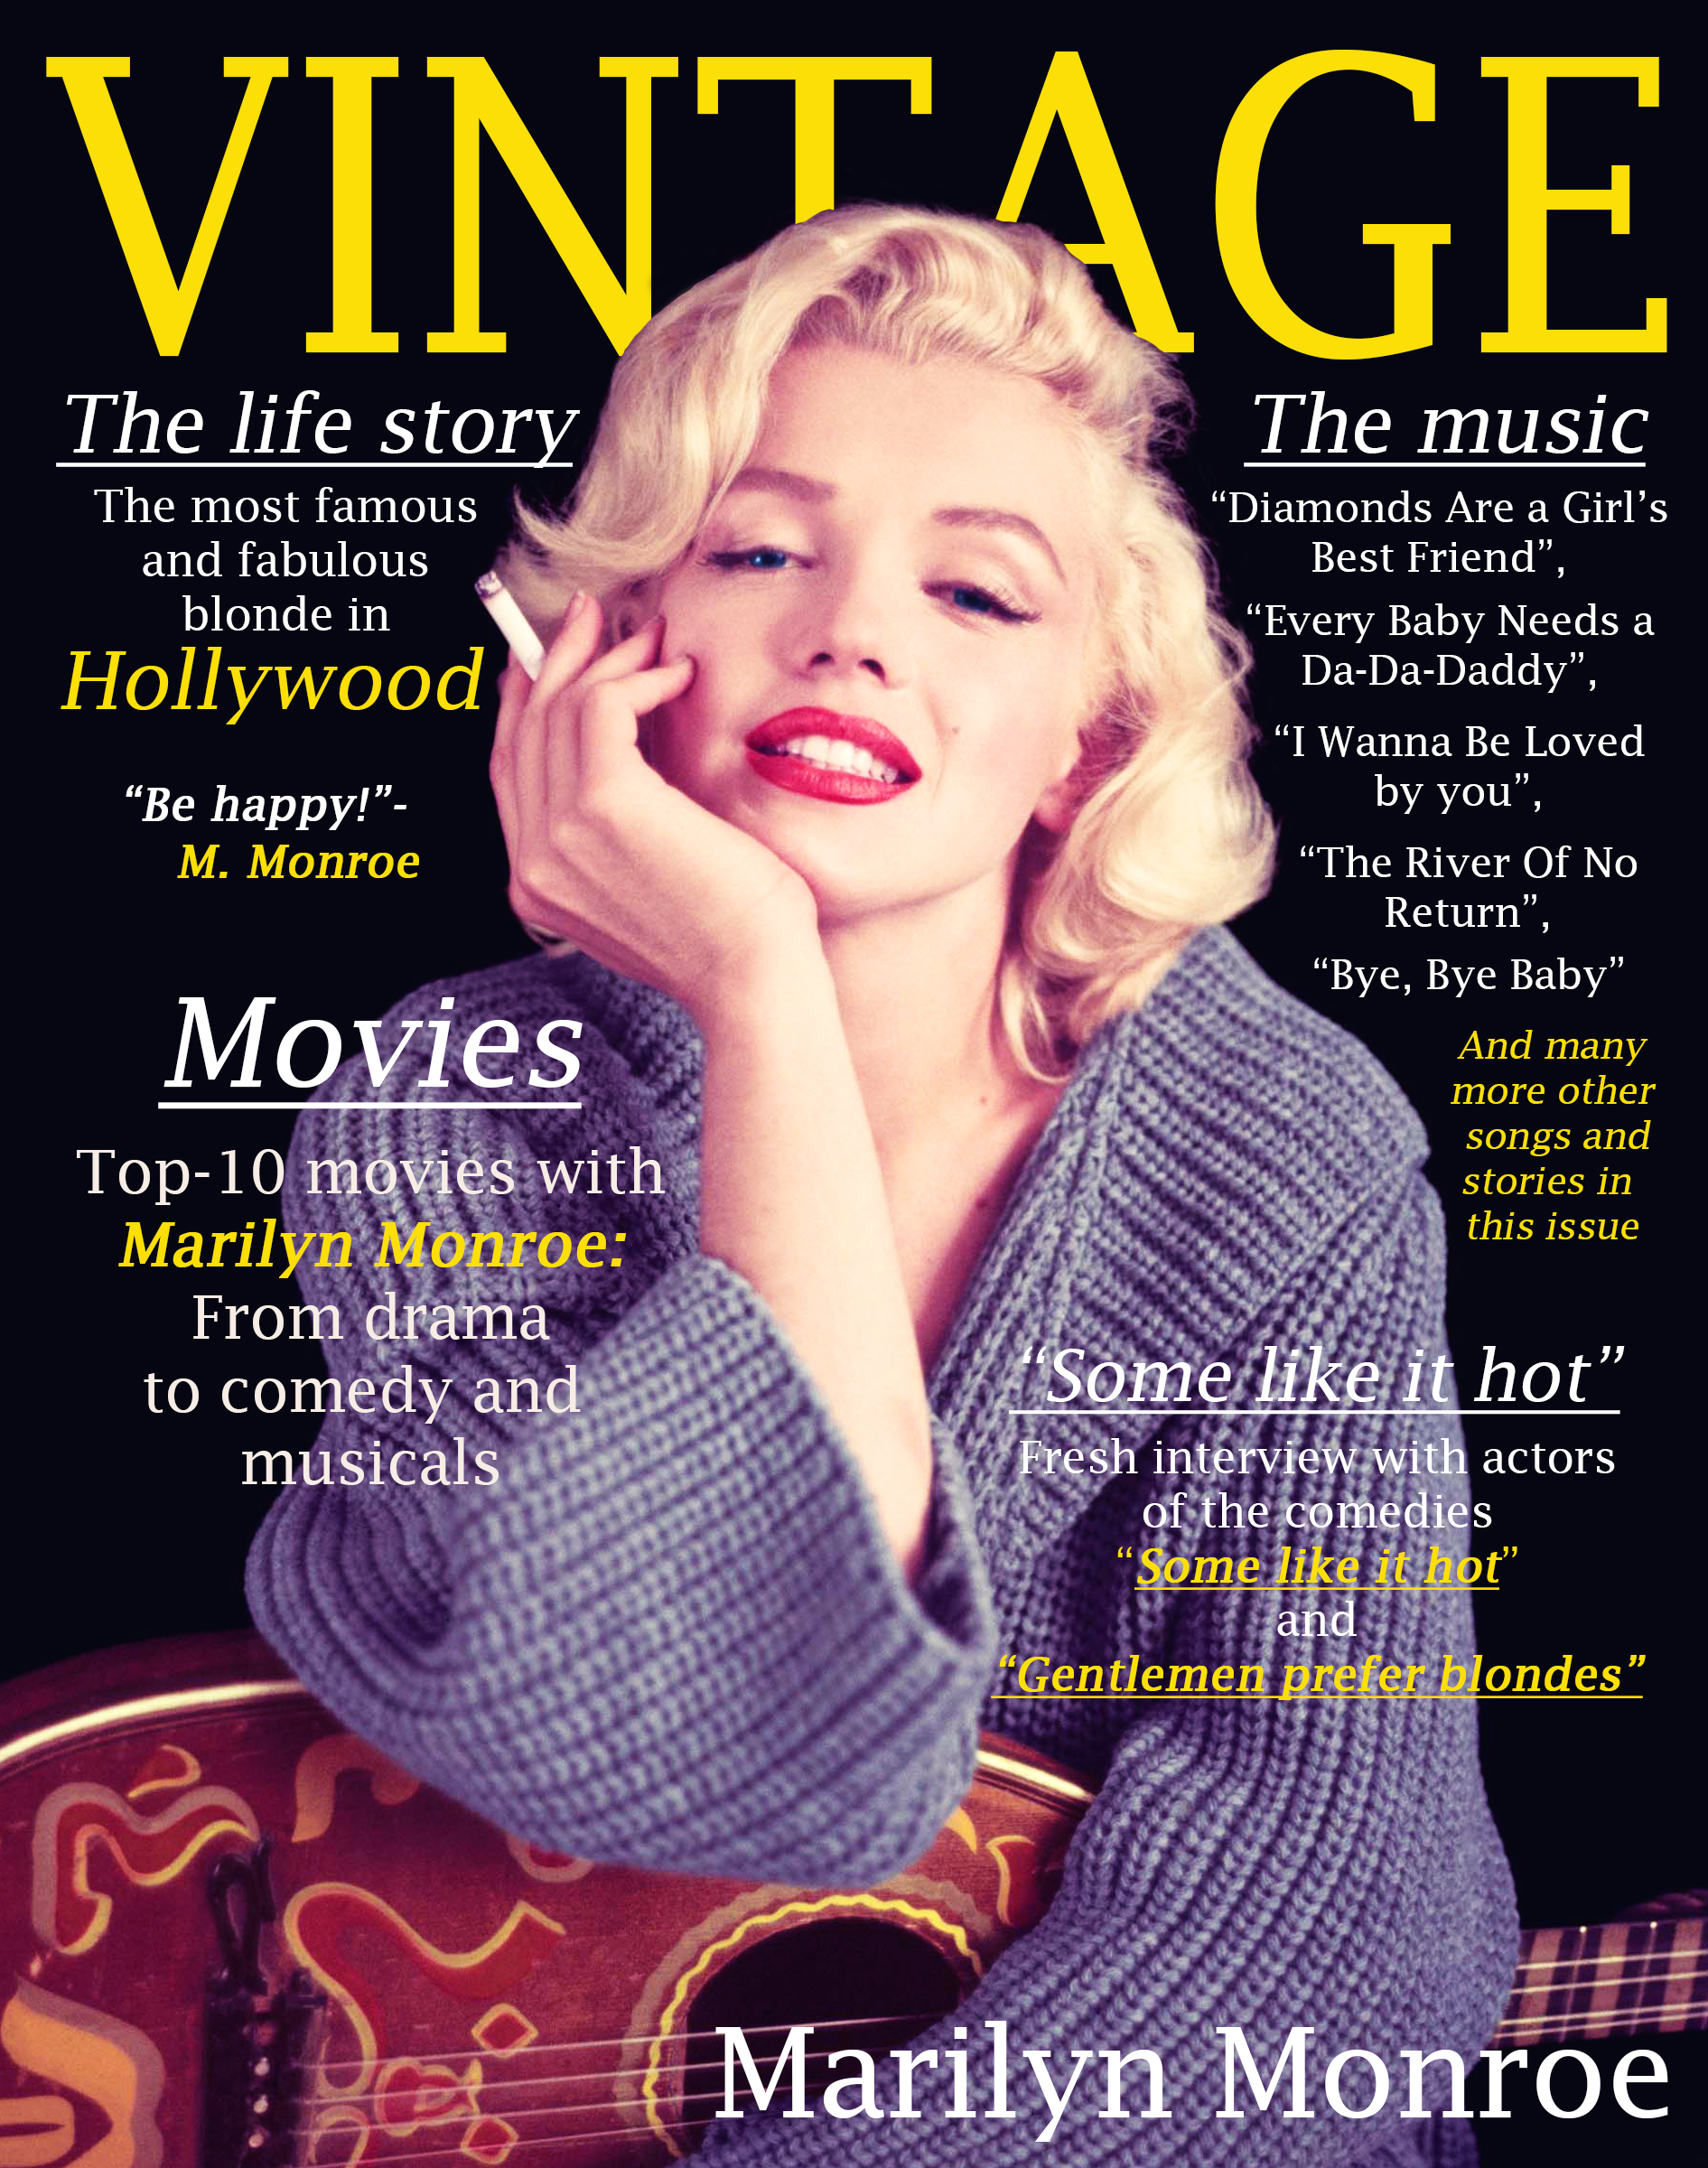 VINTAGE
The life story
The most famous
and fabulous
blonde in
Hollywood
“Be happy!”-
M. Monroe
Movies
Top-10 movies with
Marilyn Monroe:
From drama
to comedy and
musicals
The music
“Diamonds Are a Girl’s
Best Friend”,
“Every Baby Needs a
Da-Da-Daddy”,
“I Wanna Be Loved
by you”,
“The River Of No
Return”,
“Bye, Bye Baby”
And many
more other
songs and
stories in
this issue
“Some like it hot”
Fresh interview with actors
of the comedies
“Some like it hot”
and
“Gentlemen prefer blondes”
Marilyn Monroe